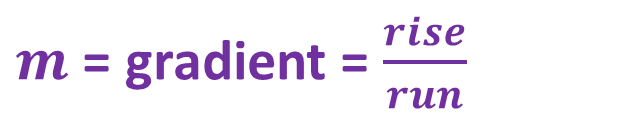 m = gradient = rise/run